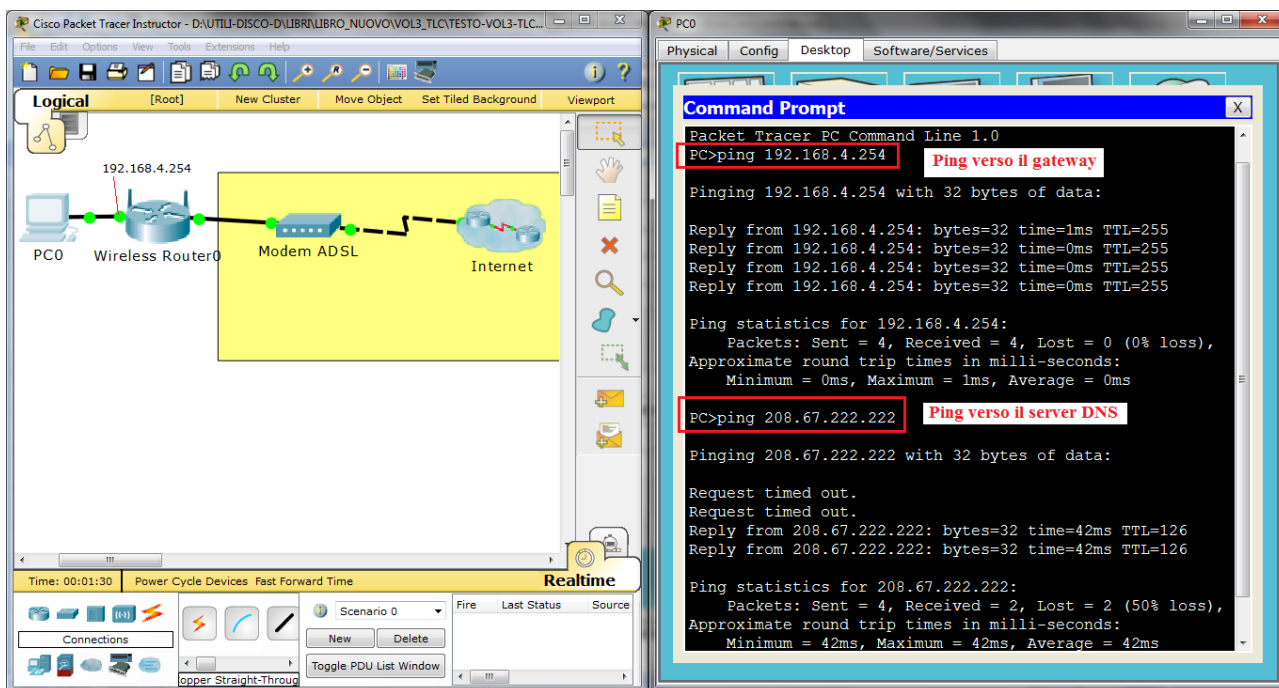 Cisco Packet Tracer Instructor - D:\UTILI-DISCO-D\LIBRI\LIBRO_NUOVO\VOL3_TLC\TESTO-VOL3-TLC...
File Edit Options View Tools Extensions Help
Logical [Root] New Cluster Move Object Set Tiled Background Viewport
192.168.4.254
PC0
Wireless Router0
Modem ADSL
Internet
Time: 00:01:30 Power Cycle Devices Fast Forward Time Realtime
Connections
Copper Straight-Throug
Scenario 0
New Delete
Toggle PDU List Window
Fire Last Status Source
PC0
Physical Config Desktop Software/Services
Command Prompt X
Packet Tracer PC Command Line 1.0
PC>ping 192.168.4.254
Ping verso il gateway
Pinging 192.168.4.254 with 32 bytes of data:
Reply from 192.168.4.254: bytes=32 time=1ms TTL=255
Reply from 192.168.4.254: bytes=32 time=0ms TTL=255
Reply from 192.168.4.254: bytes=32 time=0ms TTL=255
Reply from 192.168.4.254: bytes=32 time=0ms TTL=255
Ping statistics for 192.168.4.254:
Packets: Sent = 4, Received = 4, Lost = 0 (0% loss),
Approximate round trip times in milli-seconds:
Minimum = 0ms, Maximum = 1ms, Average = 0ms
PC>ping 208.67.222.222
Ping verso il server DNS
Pinging 208.67.222.222 with 32 bytes of data:
Request timed out.
Request timed out.
Reply from 208.67.222.222: bytes=32 time=42ms TTL=126
Reply from 208.67.222.222: bytes=32 time=42ms TTL=126
Ping statistics for 208.67.222.222:
Packets: Sent = 4, Received = 2, Lost = 2 (50% loss),
Approximate round trip times in milli-seconds:
Minimum = 42ms, Maximum = 42ms, Average = 42ms